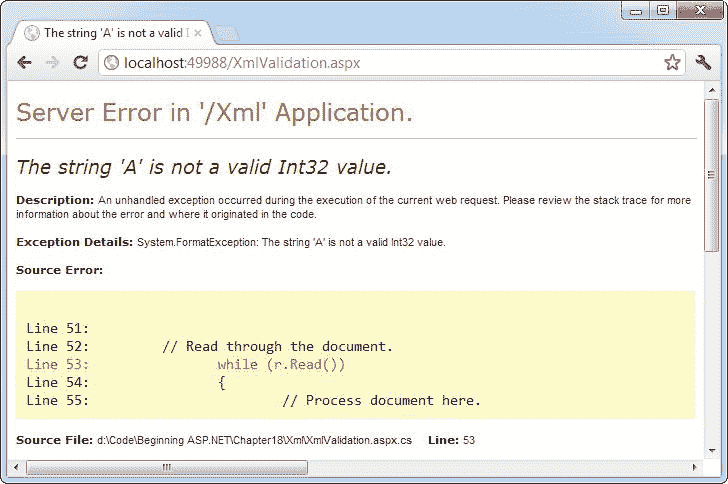 The string 'A' is not a valid I
localhost:49988/XmlValidation.aspx
Server Error in '/Xml' Application.
The string 'A' is not a valid Int32 value.
Description: An unhandled exception occurred during the execution of the current web request. Please review the stack trace for more
information about the error and where it originated in the code.
Exception Details: System.FormatException: The string 'A' is not a valid Int32 value.
Source Error:
Line 51:
Line 52:         // Read through the document.
Line 53:                while (r.Read())
Line 54:                {
Line 55:                        // Process document here.
Source File: d:\Code\Beginning ASP.NET\Chapter18\Xml\XmlValidation.aspx.cs    Line: 53